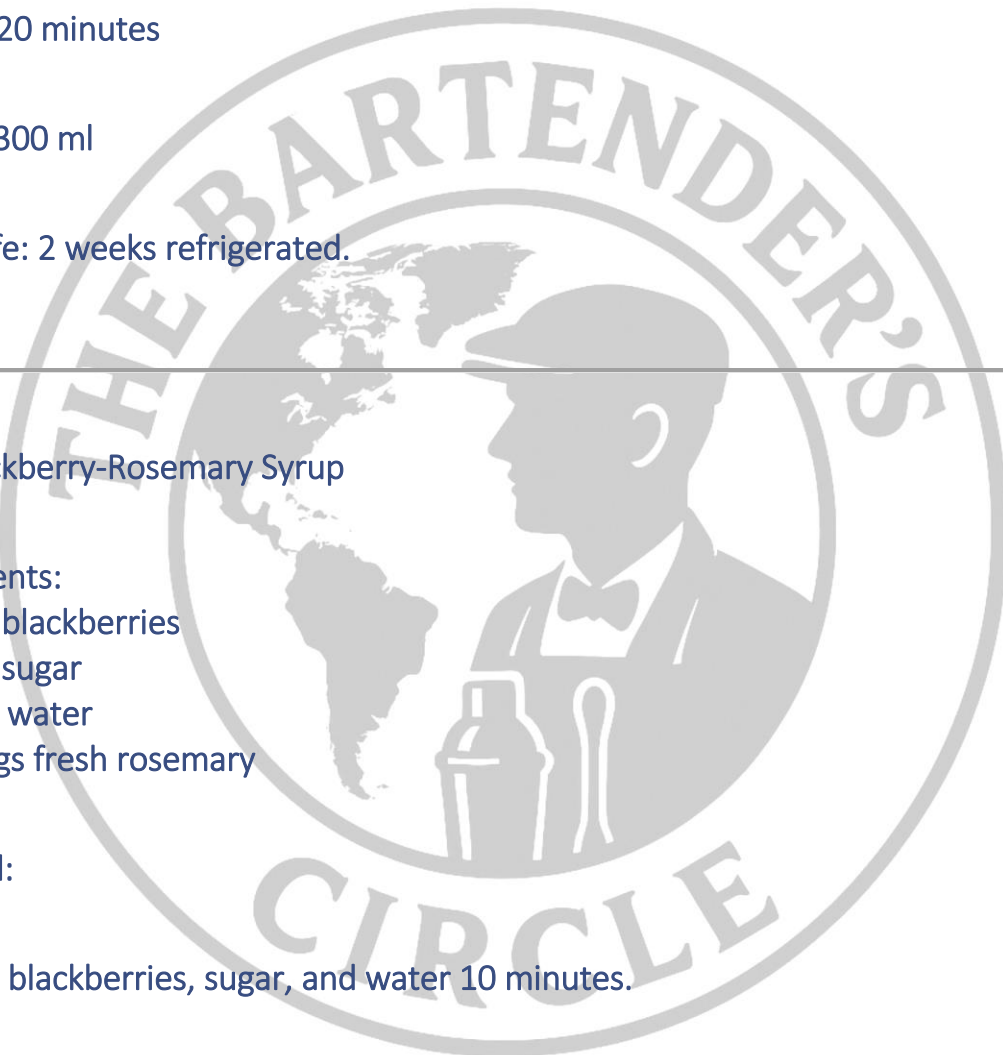 20 minutes
300 ml
fe: 2 weeks refrigerated.
THE BARTENDER'S
ckberry-Rosemary Syrup
ents:
blackberries
sugar
water
gs fresh rosemary
l:
blackberries, sugar, and water 10 minutes.
CIRCLE